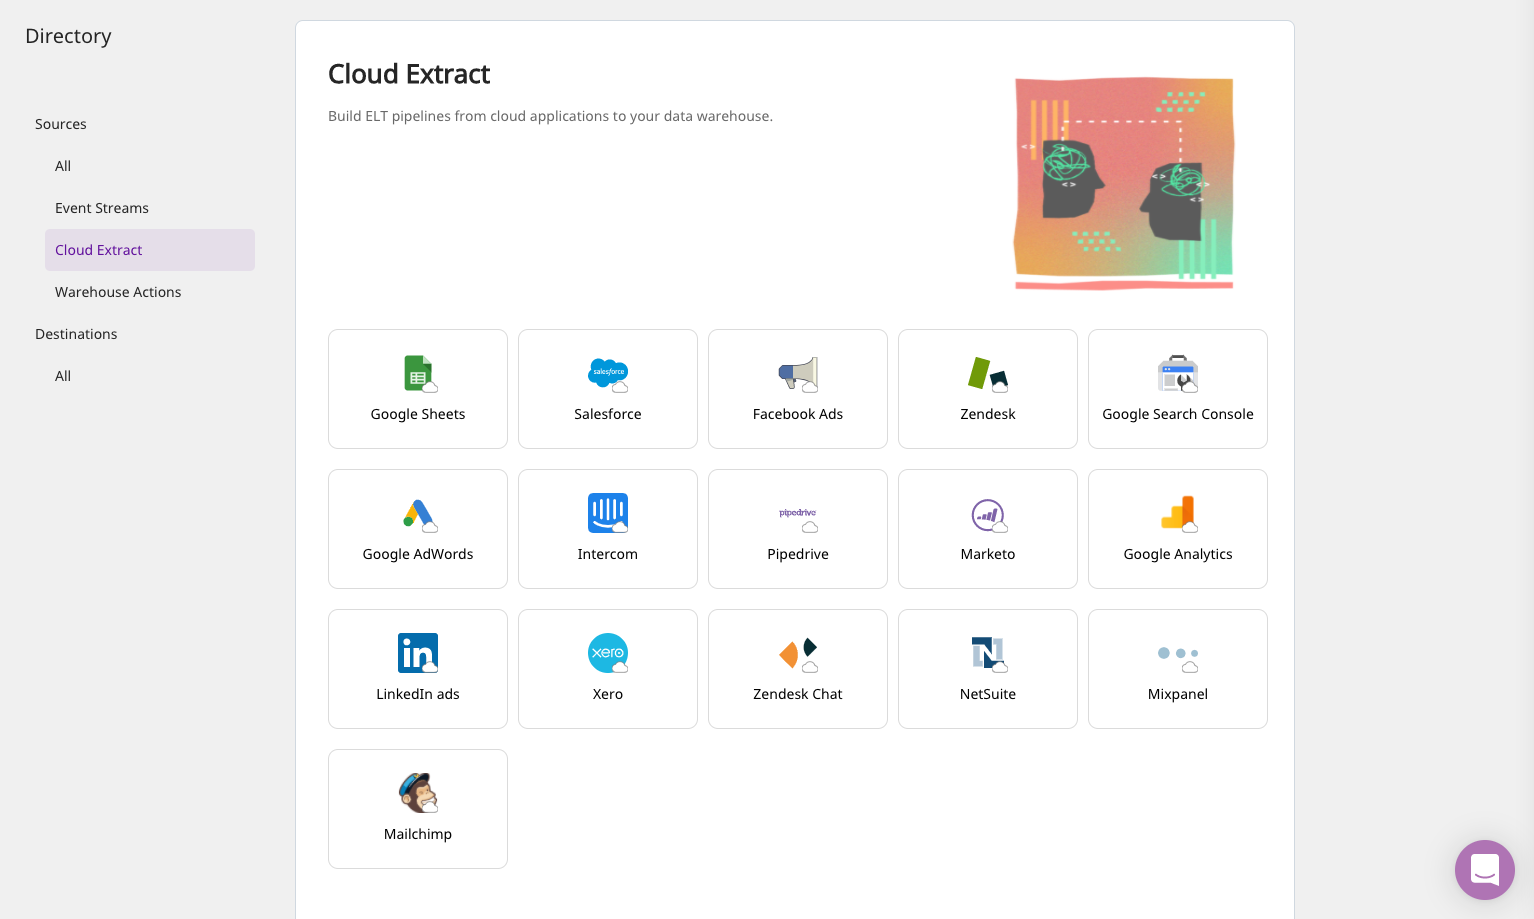 Directory
Sources
All
Event Streams
Cloud Extract
Warehouse Actions
Destinations
All
Cloud Extract
Build ELT pipelines from cloud applications to your data warehouse.
<>
<>
<>
<>
<>
salesforce
Google Sheets
Salesforce
Facebook Ads
Zendesk
Google Search Console
pipedrive
Google AdWords
Intercom
Pipedrive
Marketo
Google Analytics
in
xero
N
LinkedIn ads
Xero
Zendesk Chat
NetSuite
Mixpanel
Mailchimp